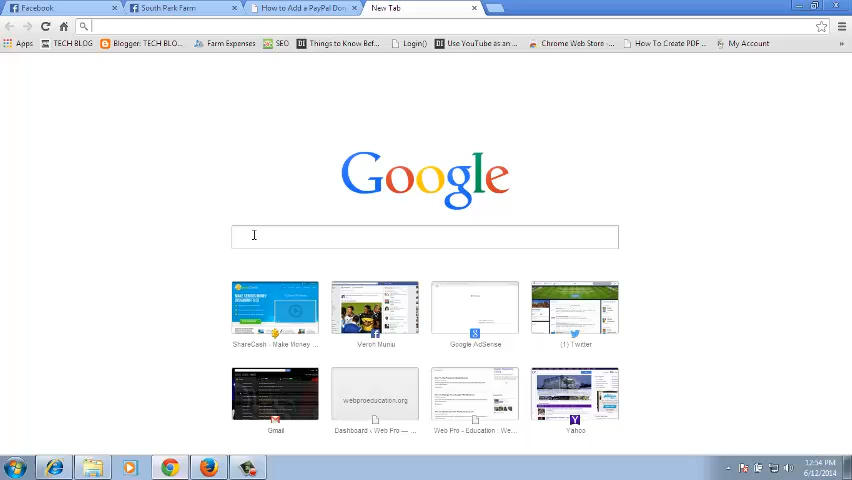 Facebook
South Park Farm
How to Add a PayPal Don
New Tab
Apps
TECH BLOG
Blogger: TECH BLO...
Farm Expenses
SEO
Things to Know Bef...
Login()
Use YouTube as an ...
Chrome Web Store -...
How To Create PDF ...
My Account
»
Google
ShareCash - Make Money ...
Veroh Muniu
Google AdSense
(1) Twitter
webproeducation.org
Gmail
Dashboard ‹ Web Pro — ...
Web Pro - Education : We...
Yahoo
12:54 PM
6/12/2014